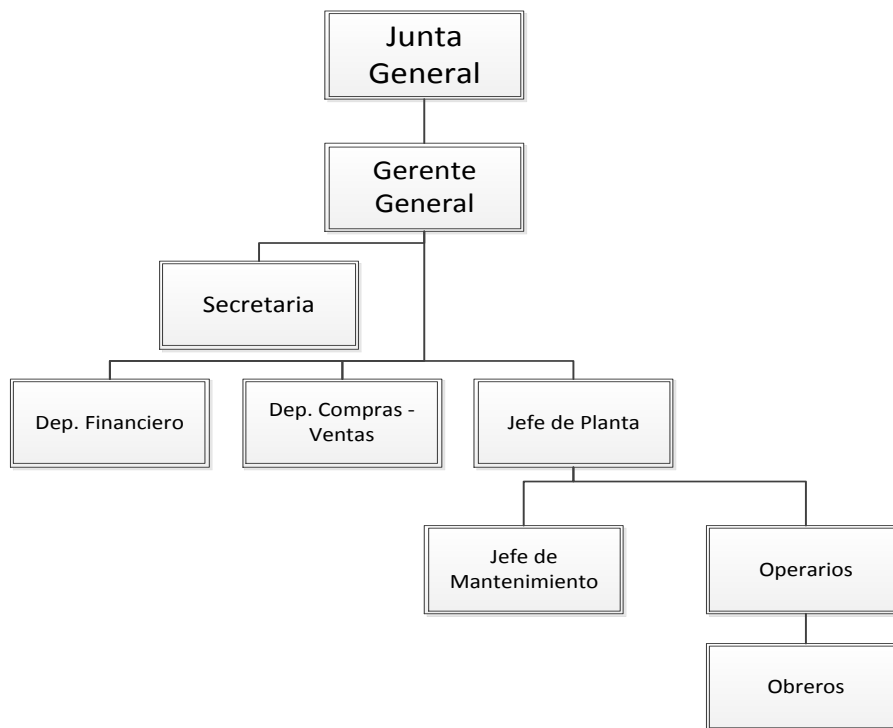 Junta
General
Gerente
General
Secretaria
Dep. Financiero
Dep. Compras -
Ventas
Jefe de Planta
Jefe de
Mantenimiento
Operarios
Obreros